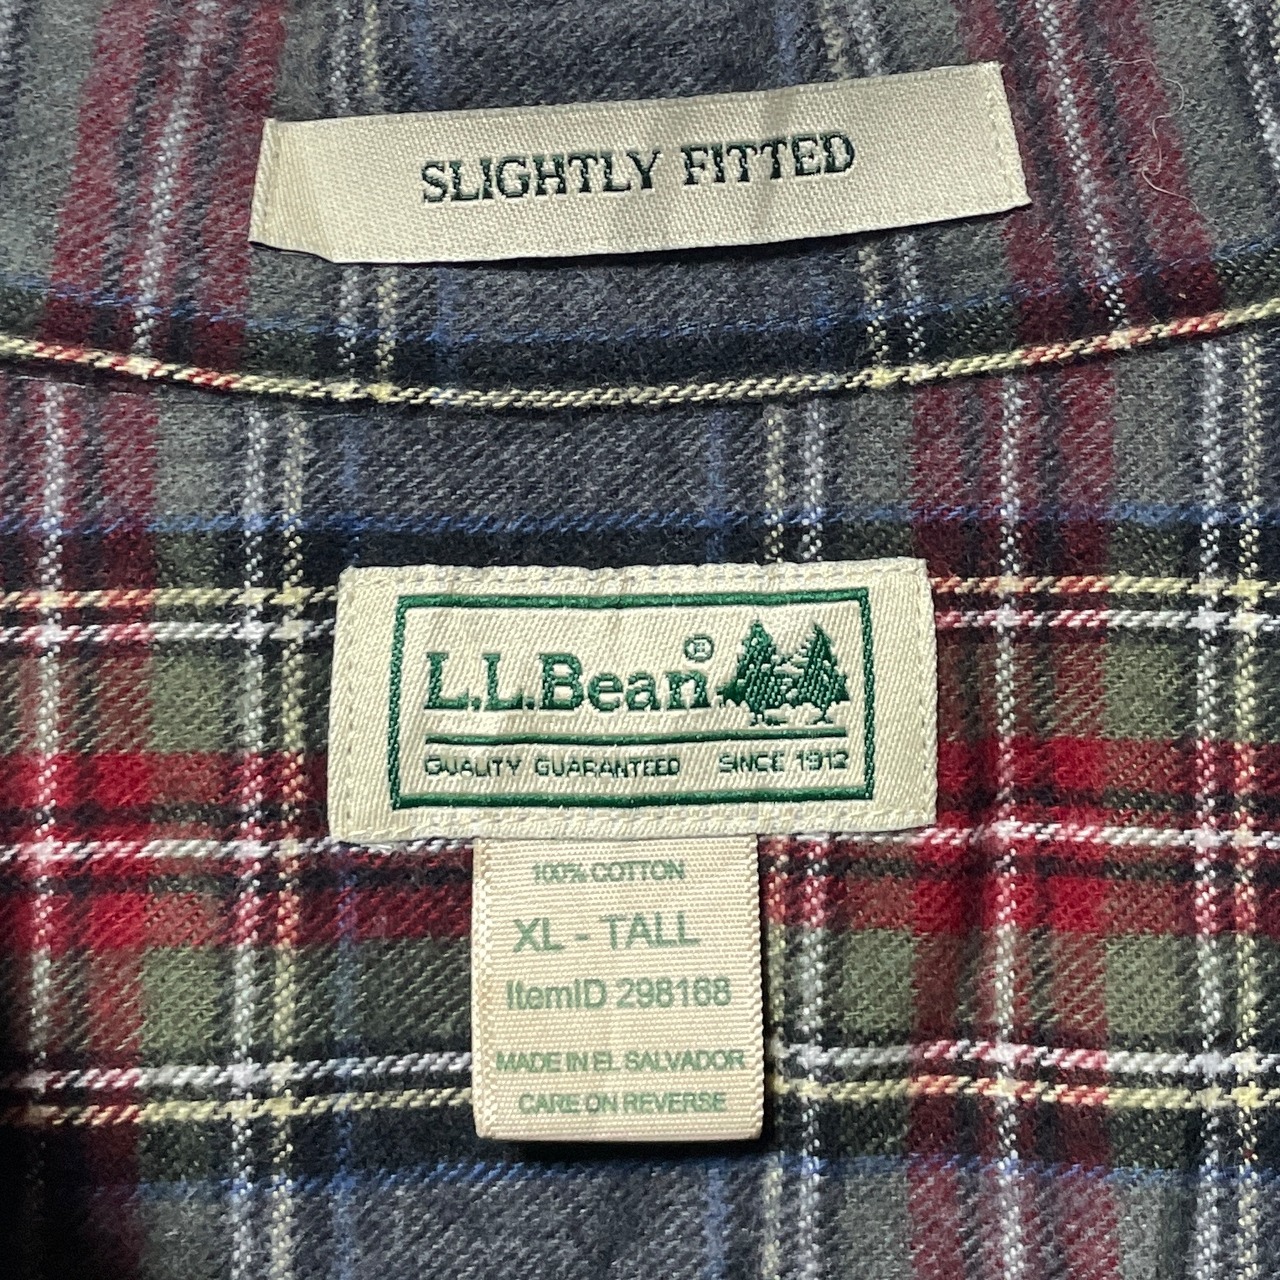 SLIGHTLY FITTED
L.L.Bean®
QUALITY GUARANTEED SINCE 1912
100% COTTON
XL - TALL
ItemID 298168
MADE IN EL SALVADOR
CARE ON REVERSE